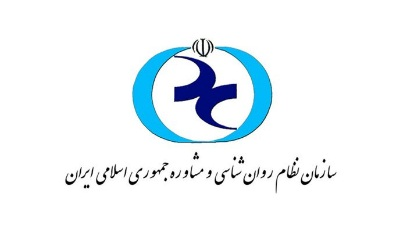 سازمان نظام روان شناسی و مشاوره جمهوری اسلامی ایران